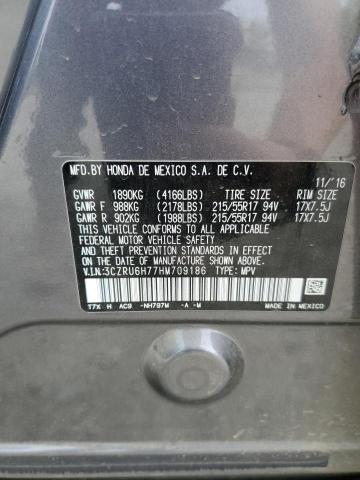 MFD.BY HONDA DE MEXICO S.A. DE C.V.
11/'16
GVWR 1890KG (4166LBS) TIRE SIZE RIM SIZE
GAWR F 988KG (2178LBS) 215/55R17 94V 17X7.5J
GAWR R 902KG (1988LBS) 215/55R17 94V 17X7.5J
THIS VEHICLE CONFORMS TO ALL APPLICABLE
FEDERAL MOTOR VEHICLE SAFETY
AND THEFT PREVENTION STANDARDS IN EFFECT
ON THE DATE OF MANUFACTURE SHOWN ABOVE.
V.I.N:3CZRU6H77HM709186 TYPE: MPV
T7X H AC9 -NH797M -A -M MADE IN MEXICO